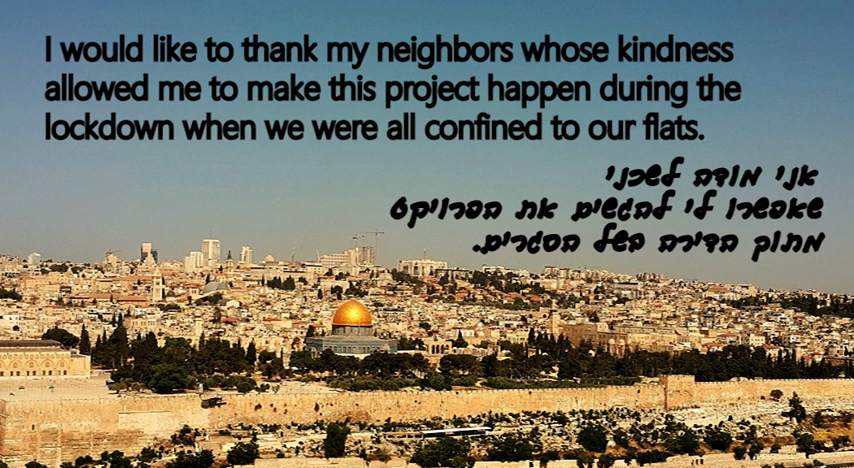 I would like to thank my neighbors whose kindness
allowed me to make this project happen during the
lockdown when we were all confined to our flats.
אני מודה לשכני
שאפשרו לי להגשים את הפרויקט
מתוך הדירה בשל הסגרים.